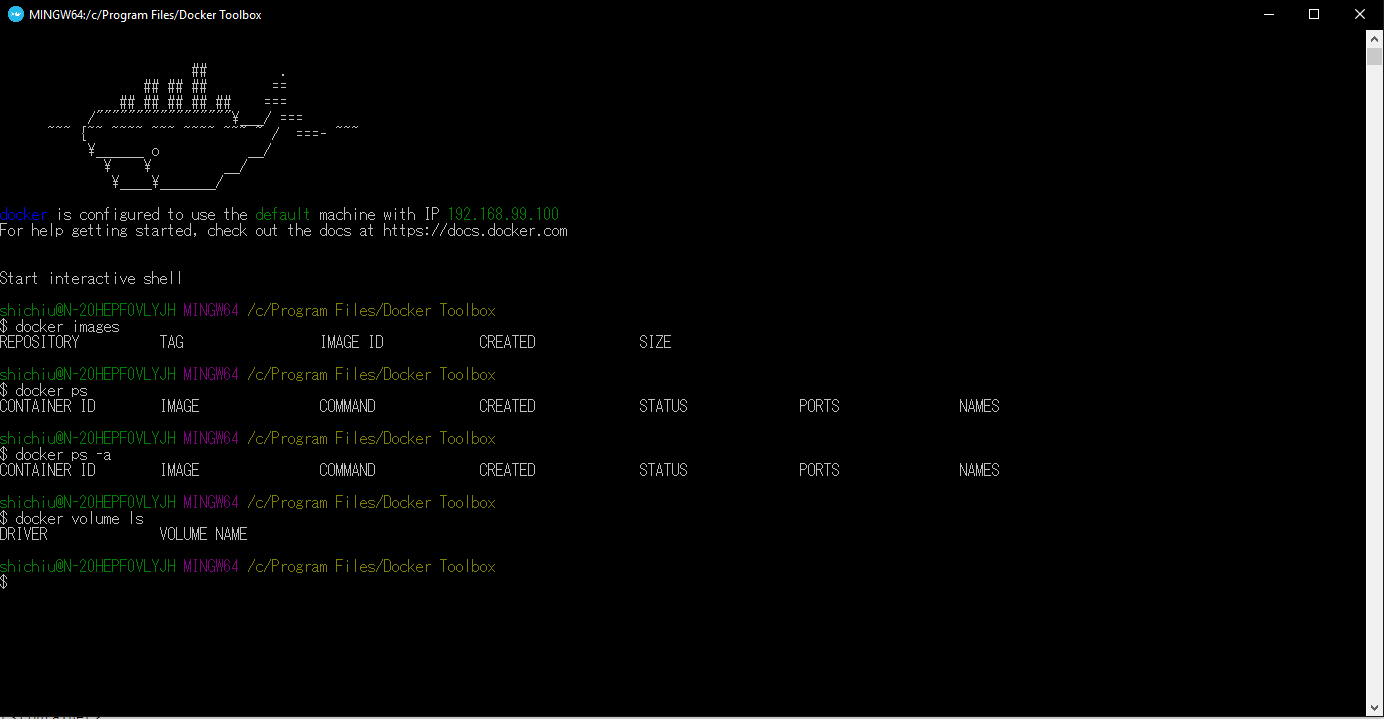 MINGW64:/c/Program Files/Docker Toolbox
                        ##         .
                  ## ## ##        ==
               ## ## ## ## ##    ===
           /"""""""""""""""""¥___/ ===
      ~~~ {~~ ~~~~ ~~~ ~~~~ ~~~ ~ /  ===- ~~~
           ¥______ o           __/
             ¥    ¥         __/
              ¥____¥_______/
docker is configured to use the default machine with IP 192.168.99.100
For help getting started, check out the docs at https://docs.docker.com
Start interactive shell
shichiu@N-20HEPF0VLYJH MINGW64 /c/Program Files/Docker Toolbox
$ docker images
REPOSITORY          TAG                 IMAGE ID            CREATED             SIZE
shichiu@N-20HEPF0VLYJH MINGW64 /c/Program Files/Docker Toolbox
$ docker ps
CONTAINER ID        IMAGE               COMMAND             CREATED             STATUS              PORTS               NAMES
shichiu@N-20HEPF0VLYJH MINGW64 /c/Program Files/Docker Toolbox
$ docker ps -a
CONTAINER ID        IMAGE               COMMAND             CREATED             STATUS              PORTS               NAMES
shichiu@N-20HEPF0VLYJH MINGW64 /c/Program Files/Docker Toolbox
$ docker volume ls
DRIVER              VOLUME NAME
shichiu@N-20HEPF0VLYJH MINGW64 /c/Program Files/Docker Toolbox
$